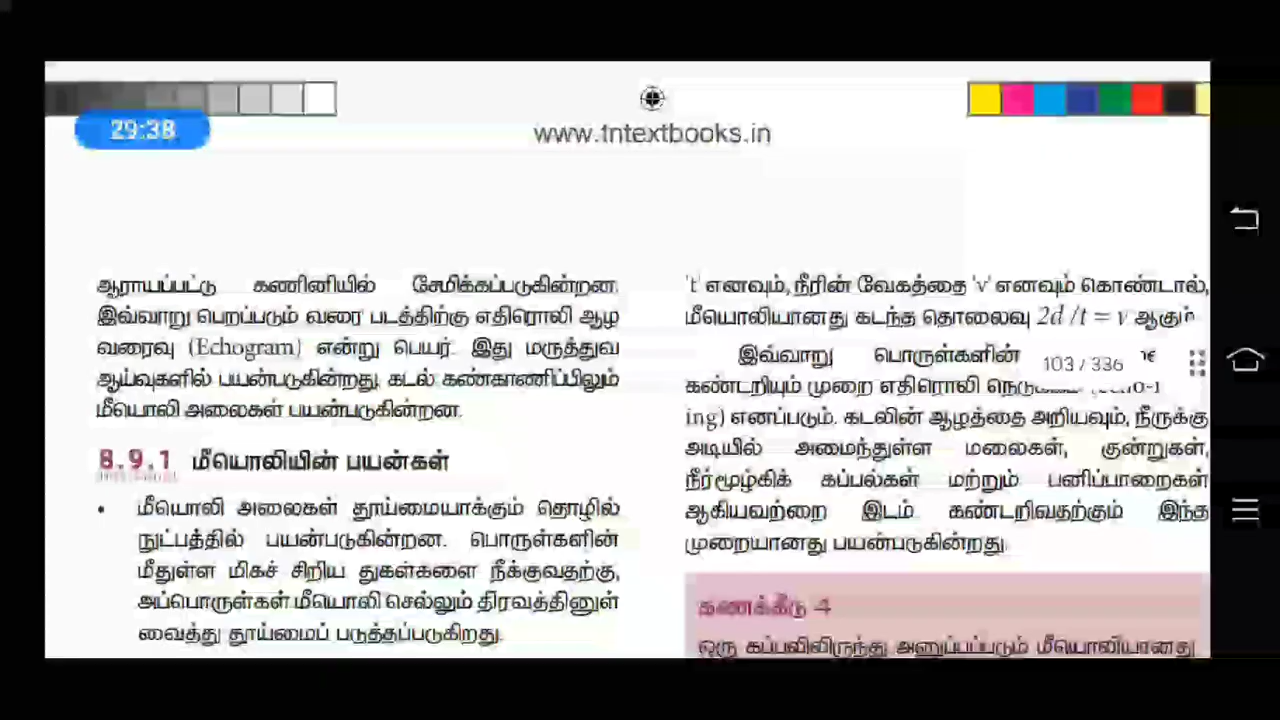 29:38
www.tntextbooks.in
ஆராயப்பட்டு கணினியில் சேமிக்கப்படுகின்றன.
இவ்வாறு பெறப்படும் வரை படத்திற்கு எதிரொலி ஆழ
வரைவு (Echogram) என்று பெயர். இது மருத்துவ
ஆய்வுகளில் பயன்படுகின்றது. கடல் கண்காணிப்பிலும்
மீயொலி அலைகள் பயன்படுகின்றன.
8.9.1 மீயொலியின் பயன்கள்
• மீயொலி அலைகள் தூய்மையாக்கும் தொழில்
நுட்பத்தில் பயன்படுகின்றன. பொருள்களின்
மீதுள்ள மிகச் சிறிய துகள்களை நீக்குவதற்கு,
அப்பொருள்கள் மீயொலி செல்லும் திரவத்தினுள்
வைத்து தூய்மைப் படுத்தப்படுகிறது.
't' எனவும், நீரின் வேகத்தை 'v' எனவும் கொண்டால்,
மீயொலியானது கடந்த தொலைவு 2d /t = v
இவ்வாறு பொருள்களின்
103 / 336
கண்டறியும் முறை எதிரொலி
ing) எனப்படும். கடலின் ஆழத்தை அறியவும், நீருக்கு
அடியில் அமைந்துள்ள மலைகள், குன்றுகள்,
நீர்மூழ்கிக் கப்பல்கள் மற்றும் பனிப்பாறைகள்
ஆகியவற்றை இடம் கண்டறிவதற்கும் இந்த
முறையானது பயன்படுகின்றது.
கணக்கீடு 4
ஒரு கப்பலிலிருந்து அனுப்பப்படும் மீயொலியானது